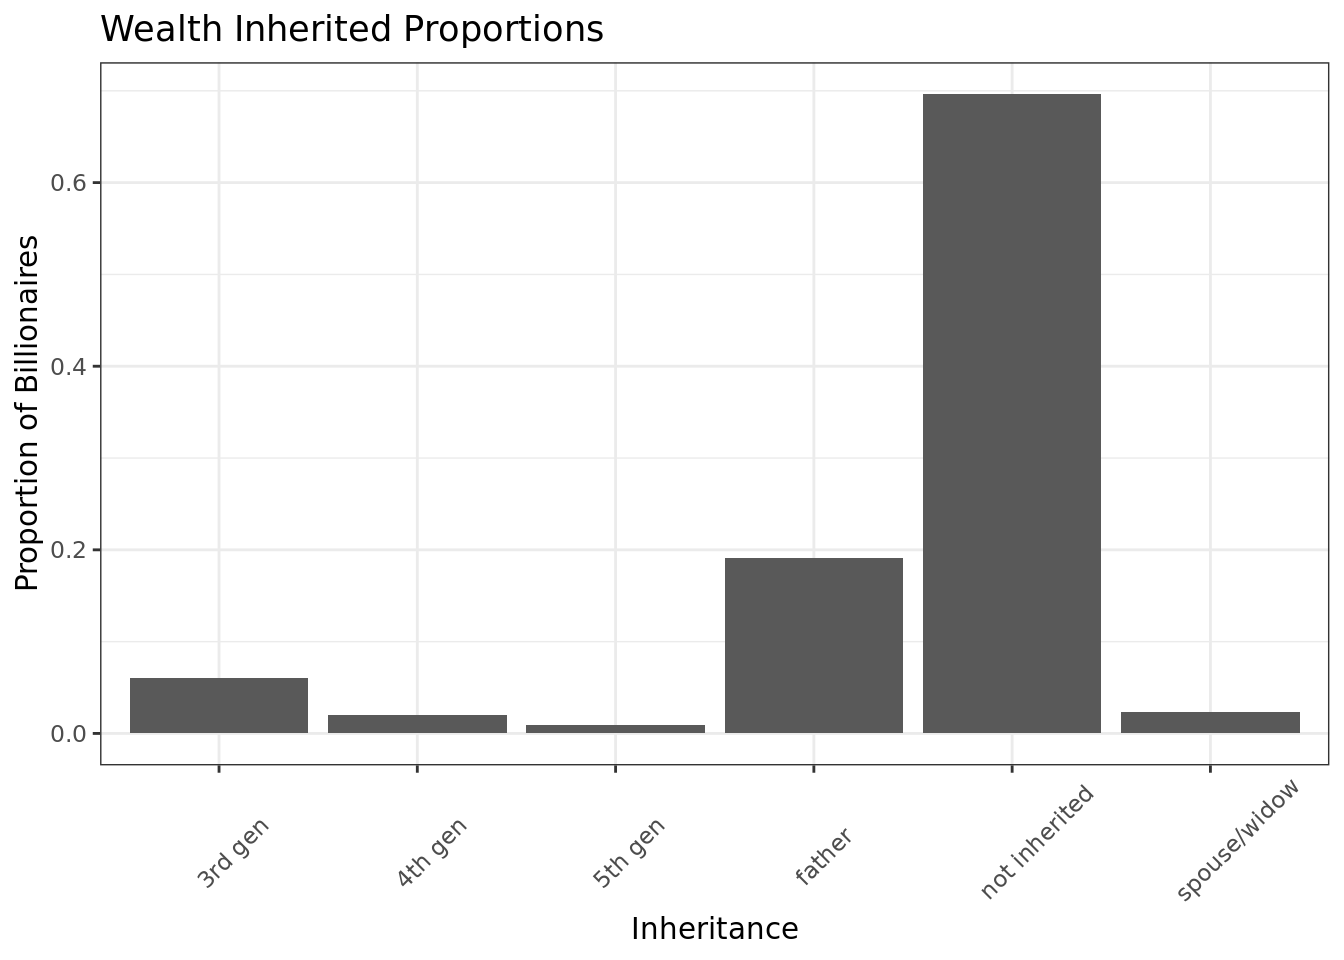 Wealth Inherited Proportions
Proportion of Billionaires
0.6
0.4
0.2
0.0
3rd gen
4th gen
5th gen
father
not inherited
spouse/widow
Inheritance